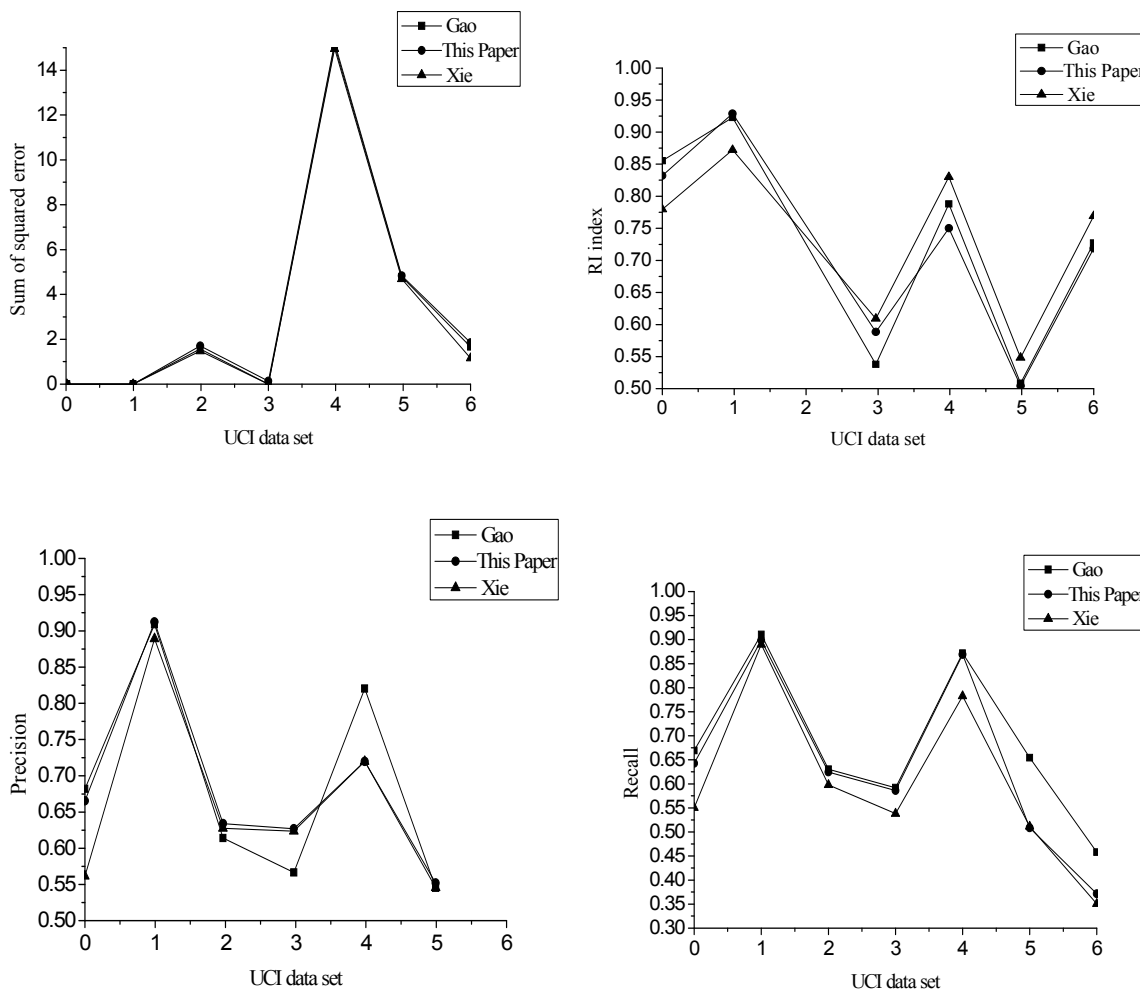 Gao
This Paper
Xie
14
12
10
8
6
4
2
0
0 1 2 3 4 5 6
Sum of squared error
UCI data set
Gao
This Paper
Xie
1.00
0.95
0.90
0.85
0.80
0.75
0.70
0.65
0.60
0.55
0.50
0 1 2 3 4 5 6
RI index
UCI data set
Gao
This Paper
Xie
1.00
0.95
0.90
0.85
0.80
0.75
0.70
0.65
0.60
0.55
0.50
0 1 2 3 4 5 6
Precision
UCI data set
Gao
This Paper
Xie
1.00
0.95
0.90
0.85
0.80
0.75
0.70
0.65
0.60
0.55
0.50
0.45
0.40
0.35
0.30
0 1 2 3 4 5 6
Recall
UCI data set